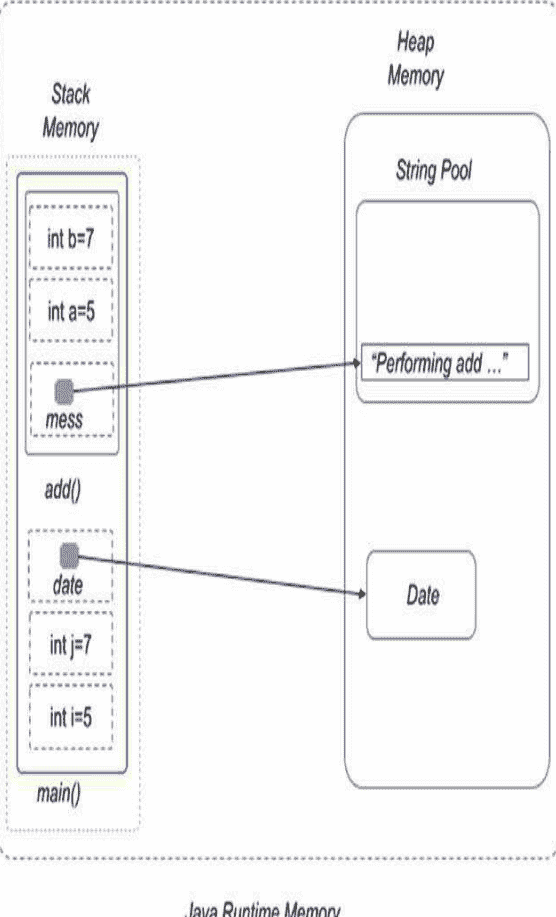 Heap
Memory
Stack
Memory
String Pool
int b=7
int a=5
"Performing add ..."
mess
add()
date
Date
int j=7
int i=5
main()
Java Runtime Memory